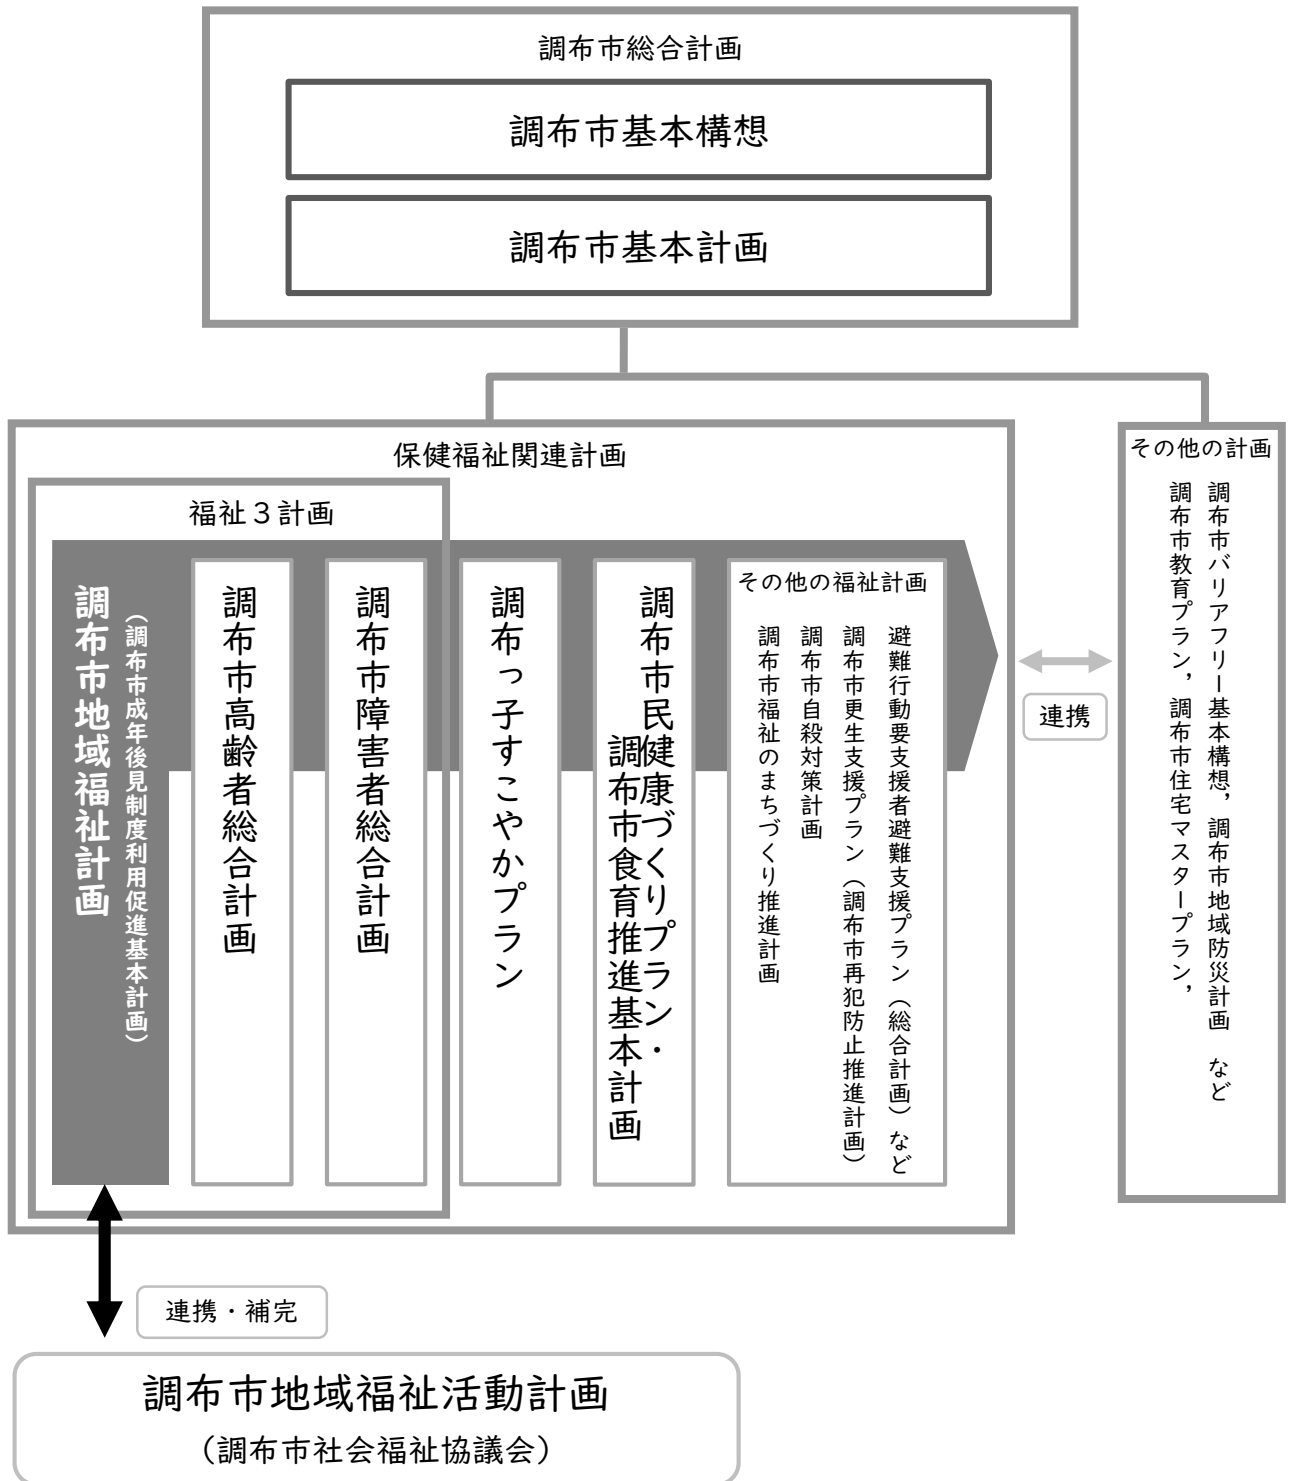 調布市総合計画
調布市基本構想
調布市基本計画
保健福祉関連計画
福祉３計画
調布市地域福祉計画
（調布市成年後見制度利用促進基本計画）
調布市高齢者総合計画
調布市障害者総合計画
調布っ子すこやかプラン
調布市民健康づくりプラン・
調布市食育推進基本計画
その他の福祉計画
避難行動要支援者避難支援プラン（総合計画）など
調布市更生支援プラン（調布市再犯防止推進計画）
調布市自殺対策計画
調布市福祉のまちづくり推進計画
連携
その他の計画
調布市バリアフリー基本構想，調布市地域防災計画　など
調布市教育プラン，調布市住宅マスタープラン，
連携・補完
調布市地域福祉活動計画
（調布市社会福祉協議会）